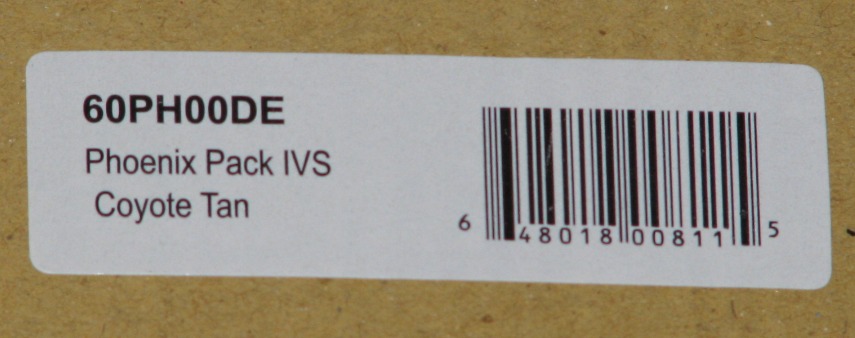 60PH00DE
Phoenix Pack IVS
Coyote Tan
6 48018 00811 5